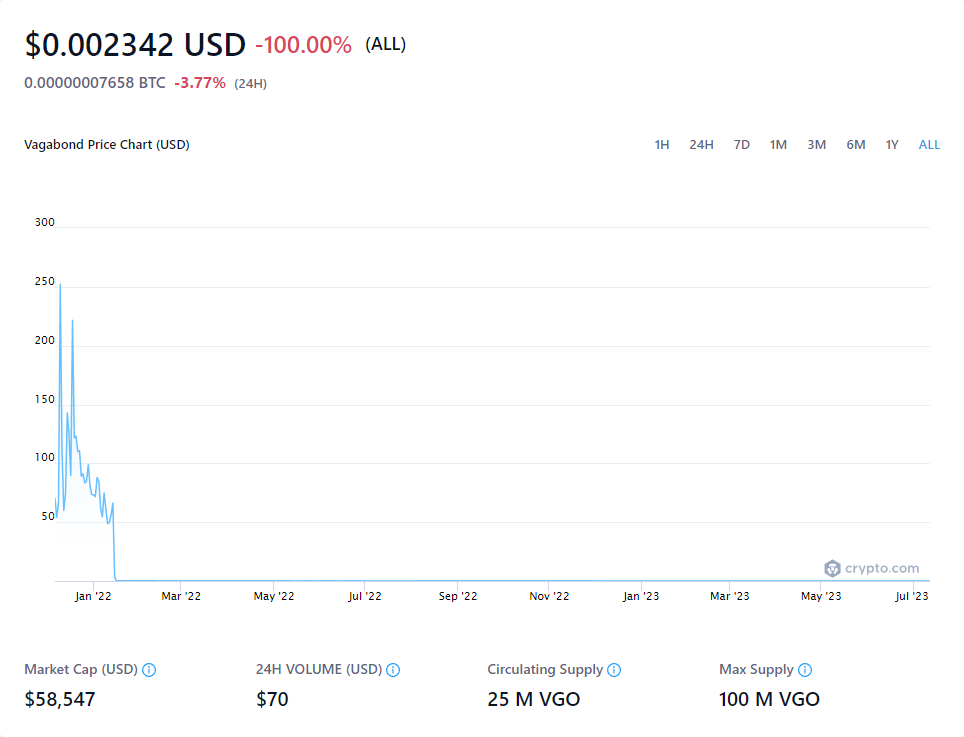 $0.002342 USD -100.00% (ALL)
0.00000007658 BTC -3.77% (24H)
Vagabond Price Chart (USD) 1H 24H 7D 1M 3M 6M 1Y ALL
300
250
200
150
100
50
crypto.com
Jan '22 Mar '22 May '22 Jul '22 Sep '22 Nov '22 Jan '23 Mar '23 May '23 Jul '23
Market Cap (USD) 24H VOLUME (USD) Circulating Supply Max Supply
$58,547 $70 25 M VGO 100 M VGO